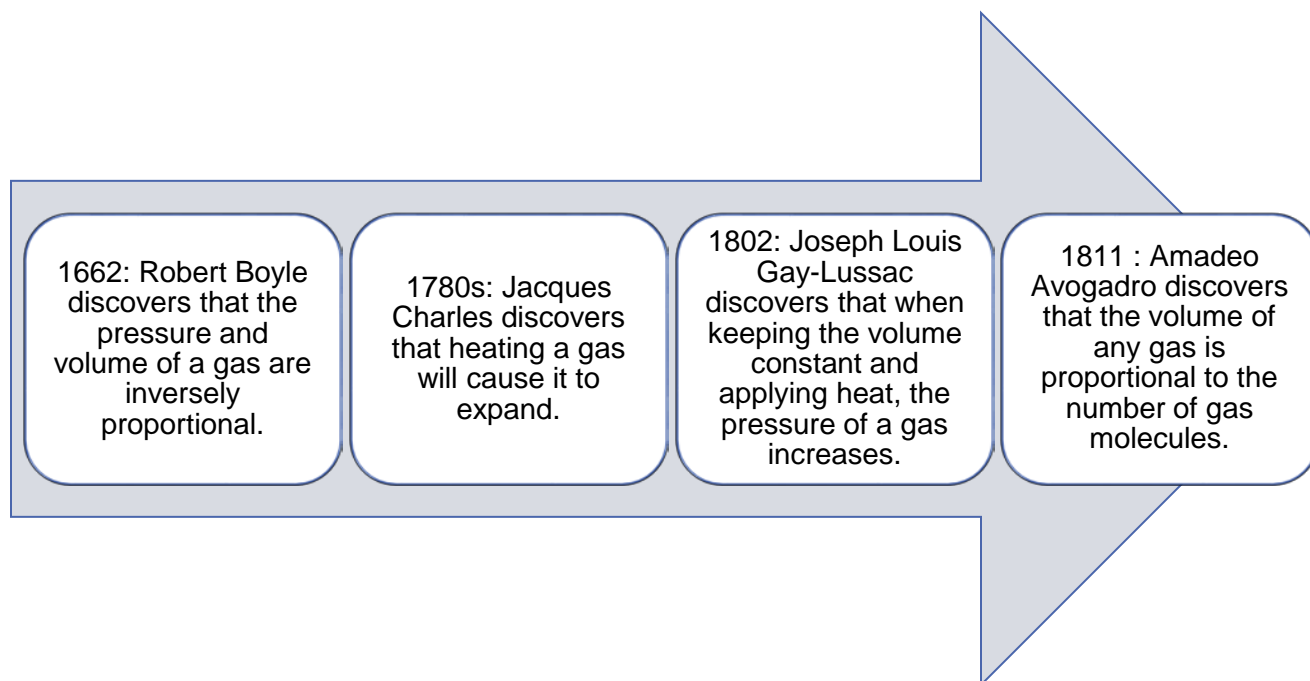 1662: Robert Boyle
discovers that the
pressure and
volume of a gas are
inversely
proportional.
1780s: Jacques
Charles discovers
that heating a gas
will cause it to
expand.
1802: Joseph Louis
Gay-Lussac
discovers that when
keeping the volume
constant and
applying heat, the
pressure of a gas
increases.
1811 : Amadeo
Avogadro discovers
that the volume of
any gas is
proportional to the
number of gas
molecules.